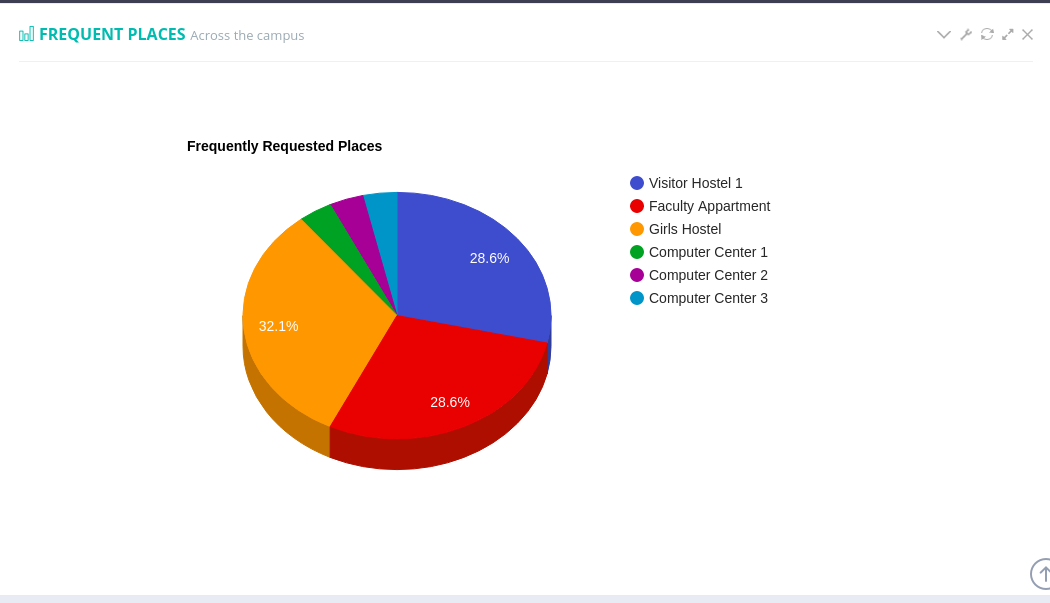 FREQUENT PLACES Across the campus
Frequently Requested Places
Visitor Hostel 1
Faculty Appartment
Girls Hostel
Computer Center 1
Computer Center 2
Computer Center 3
28.6%
32.1%
28.6%